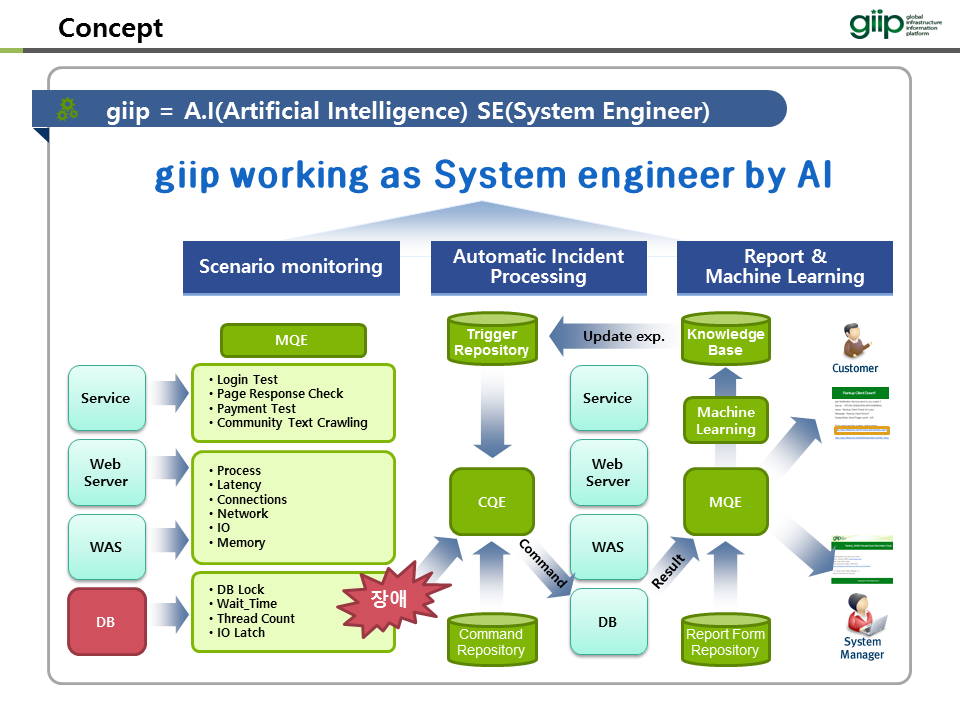 Concept
giip global
infrastructure
information
platform
giip = A.I(Artificial Intelligence) SE(System Engineer)
giip working as System engineer by AI
Scenario monitoring
Automatic Incident
Processing
Report &
Machine Learning
MQE
Service
• Login Test
• Page Response Check
• Payment Test
• Community Text Crawling
Web
Server
WAS
• Process
• Latency
• Connections
• Network
• IO
• Memory
DB
• DB Lock
• Wait_Time
• Thread Count
• IO Latch
장애
Trigger
Repository
CQE
Command
Repository
Command
Update exp.
Service
Web
Server
WAS
DB
Result
Knowledge
Base
Machine
Learning
MQE
Report Form
Repository
Customer
System
Manager